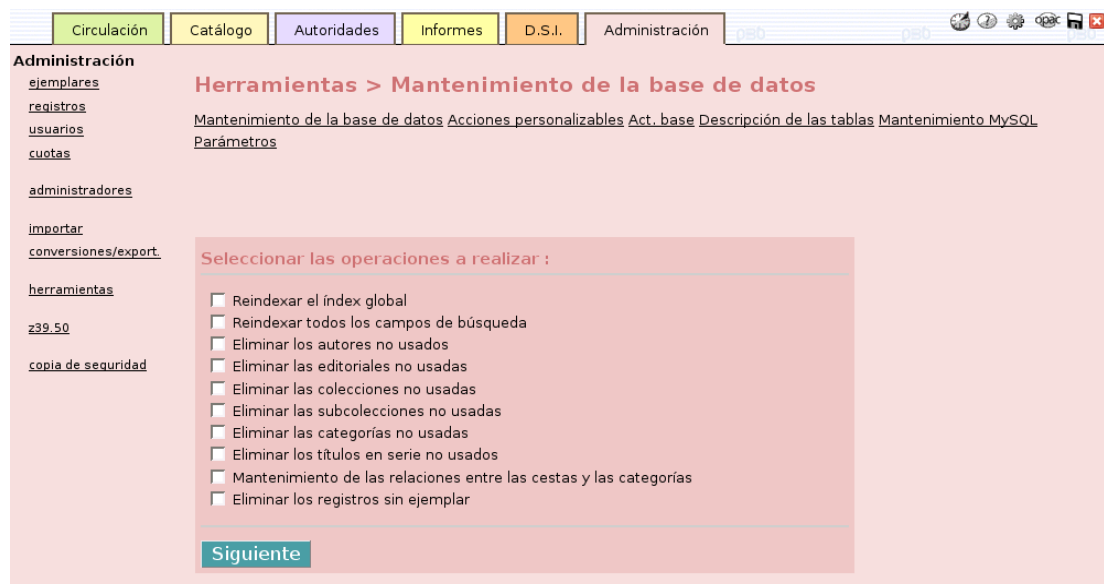 Circulación Catálogo Autoridades Informes D.S.I. Administración pmb pmb opac pmb
Administración
ejemplares
registros
usuarios
cuotas
administradores
importar
conversiones/export.
herramientas
z39.50
copia de seguridad
Herramientas > Mantenimiento de la base de datos
Mantenimiento de la base de datos Acciones personalizables Act. base Descripción de las tablas Mantenimiento MySQL
Parámetros
Seleccionar las operaciones a realizar :
Reindexar el índex global
Reindexar todos los campos de búsqueda
Eliminar los autores no usados
Eliminar las editoriales no usadas
Eliminar las colecciones no usadas
Eliminar las subcolecciones no usadas
Eliminar las categorías no usadas
Eliminar los títulos en serie no usados
Mantenimiento de las relaciones entre las cestas y las categorías
Eliminar los registros sin ejemplar
Siguiente